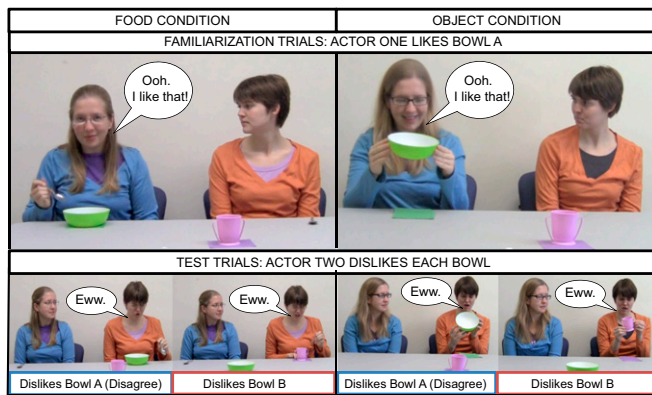 FOOD CONDITION
OBJECT CONDITION
FAMILIARIZATION TRIALS: ACTOR ONE LIKES BOWL A
Ooh.
I like that!
Ooh.
I like that!
TEST TRIALS: ACTOR TWO DISLIKES EACH BOWL
Eww.
Eww.
Eww.
Eww.
Dislikes Bowl A (Disagree)
Dislikes Bowl B
Dislikes Bowl A (Disagree)
Dislikes Bowl B